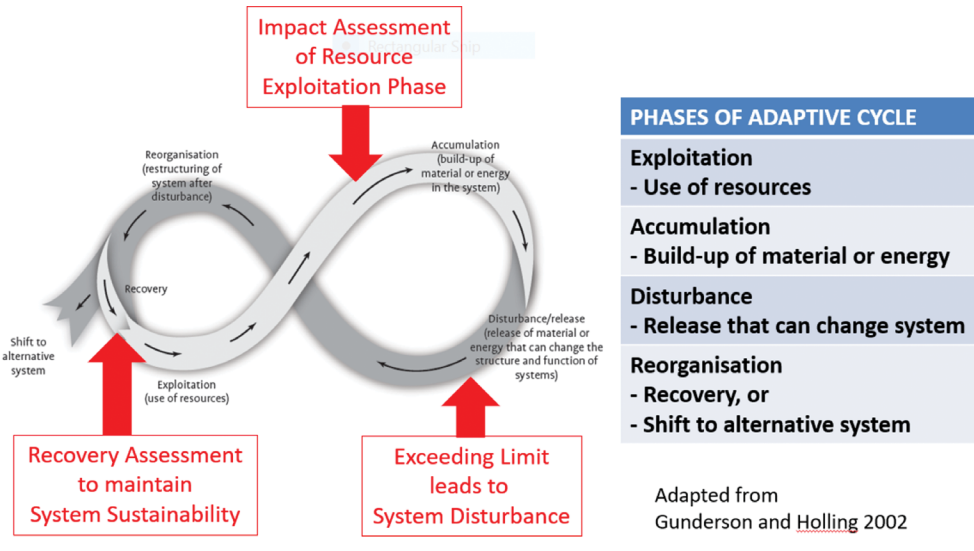 Impact Assessment
of Resource
Exploitation Phase
Rectangular Snip
Reorganisation
(restructuring of
system after
disturbance)
Accumulation
(build-up of
material or energy
in the system)
Recovery
Shift to
alternative
system
Exploitation
(use of resources)
Disturbance/release
(release of material or
energy that can change the
structure and function of
systems)
Recovery Assessment
to maintain
System Sustainability
Exceeding Limit
leads to
System Disturbance
PHASES OF ADAPTIVE CYCLE
Exploitation
- Use of resources
Accumulation
- Build-up of material or energy
Disturbance
- Release that can change system
Reorganisation
- Recovery, or
- Shift to alternative system
Adapted from
Gunderson and Holling 2002